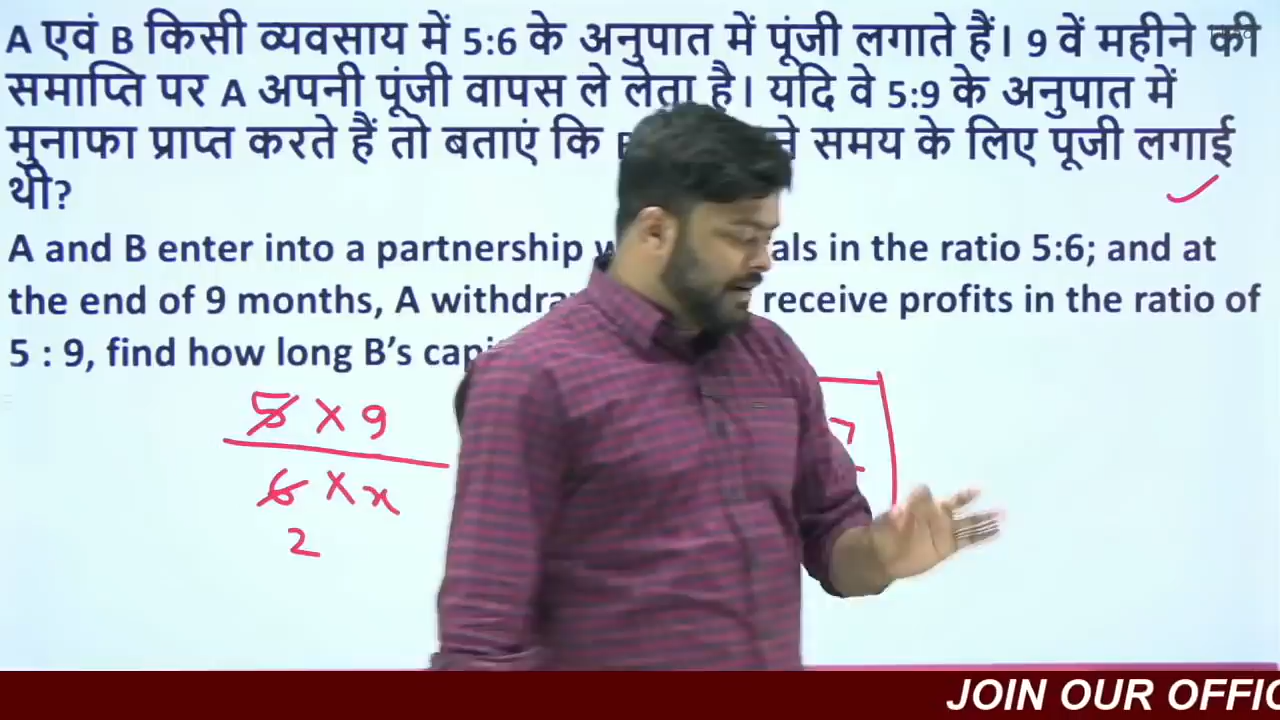 A एवं B किसी व्यवसाय में 5:6 के अनुपात में पूंजी लगाते हैं। 9 वें महीने की
समाप्ति पर A अपनी पूंजी वापस ले लेता है। यदि वे 5:9 के अनुपात में
मुनाफा प्राप्त करते हैं तो बताएं कि समय के लिए पूजी लगाई
थी?
A and B enter into a partnership in the ratio 5:6; and at
the end of 9 months, A receive profits in the ratio of
5 : 9, find how long B's
5 × 9
6 × x
2
JOIN OUR